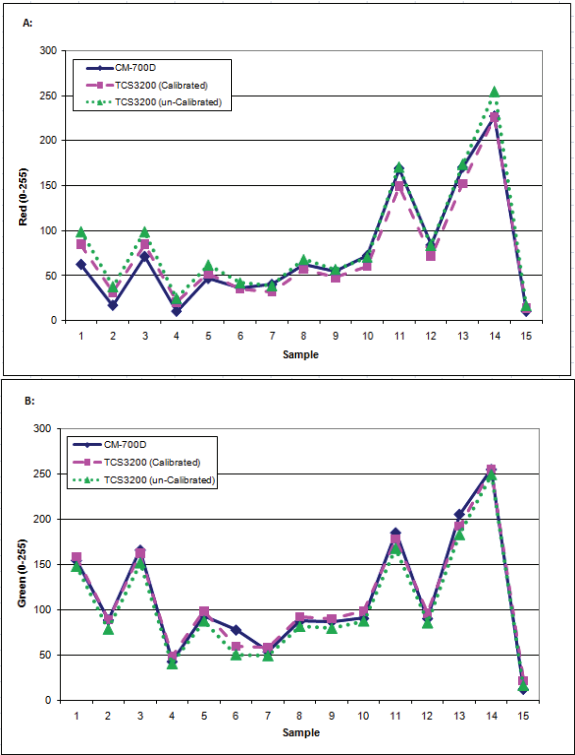 A:
300
250
200
150
100
50
0
Red (0-255)
CM-700D
TCS3200 (Calibrated)
TCS3200 (un-Calibrated)
1 2 3 4 5 6 7 8 9 10 11 12 13 14 15
Sample
B:
300
250
200
150
100
50
0
Green (0-255)
CM-700D
TCS3200 (Calibrated)
TCS3200 (un-Calibrated)
1 2 3 4 5 6 7 8 9 10 11 12 13 14 15
Sample